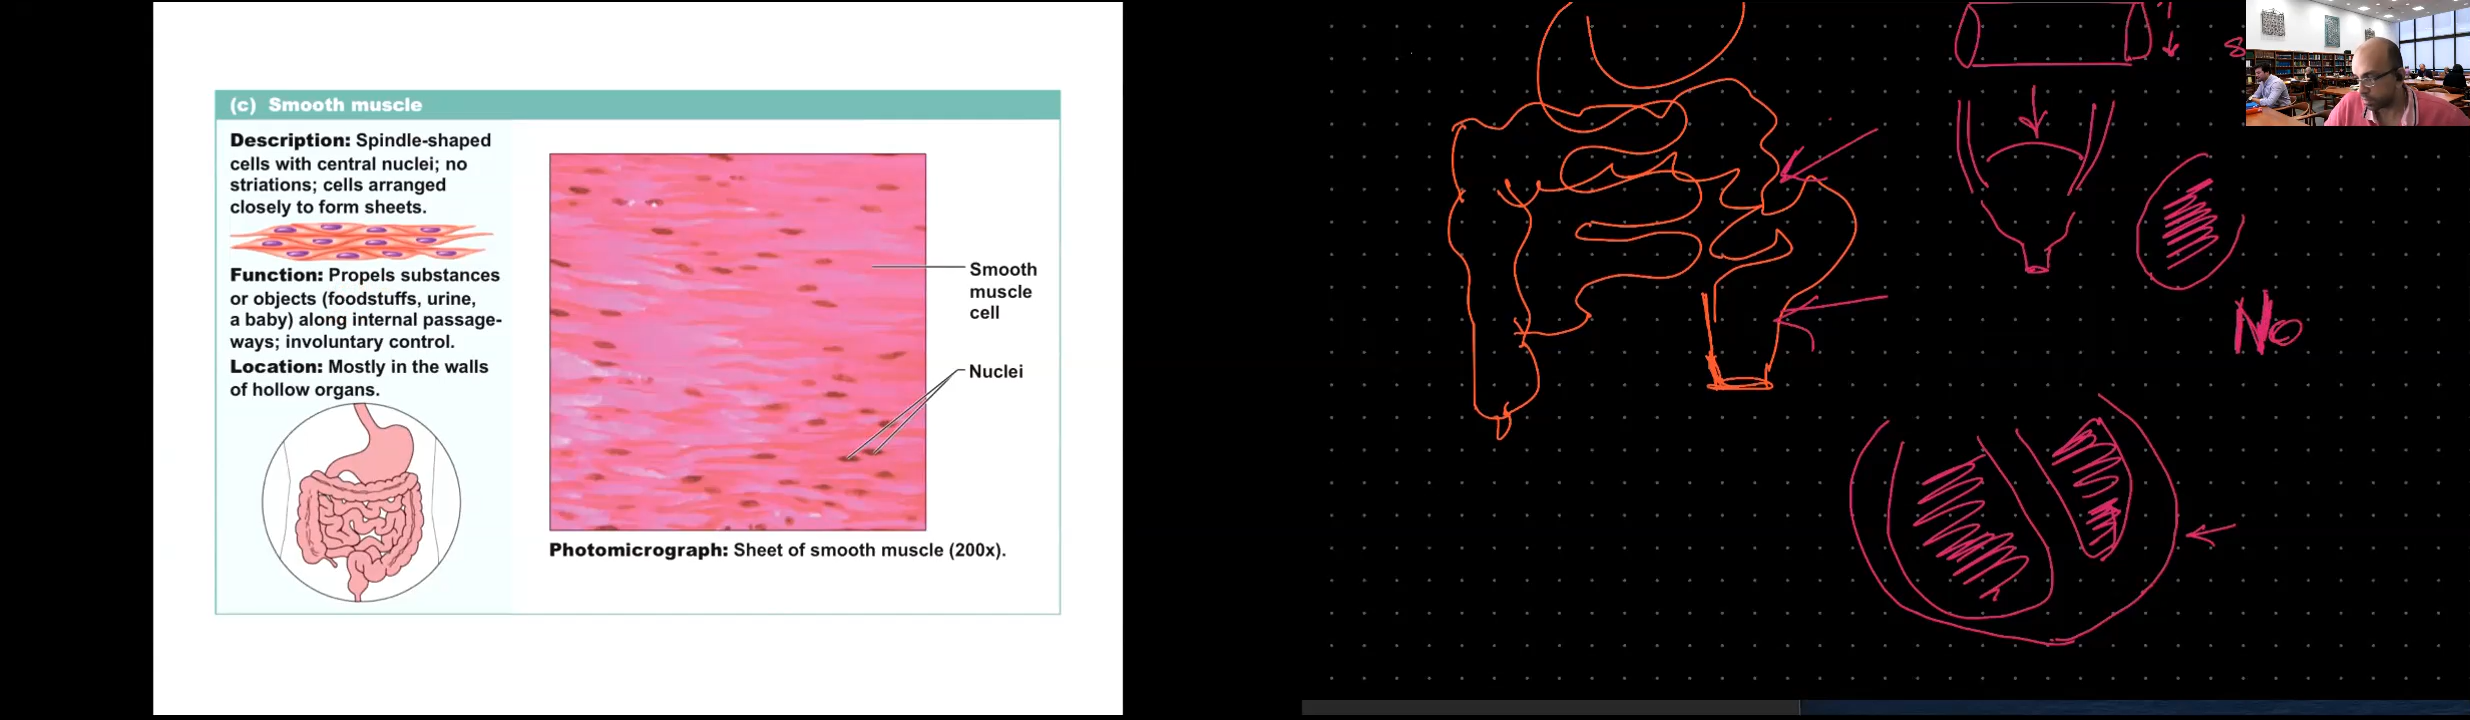 (c) Smooth muscle
Description: Spindle-shaped
cells with central nuclei; no
striations; cells arranged
closely to form sheets.
Function: Propels substances
or objects (foodstuffs, urine,
a baby) along internal passage-
ways; involuntary control.
Location: Mostly in the walls
of hollow organs.
Smooth
muscle
cell
Nuclei
Photomicrograph: Sheet of smooth muscle (200x).
No